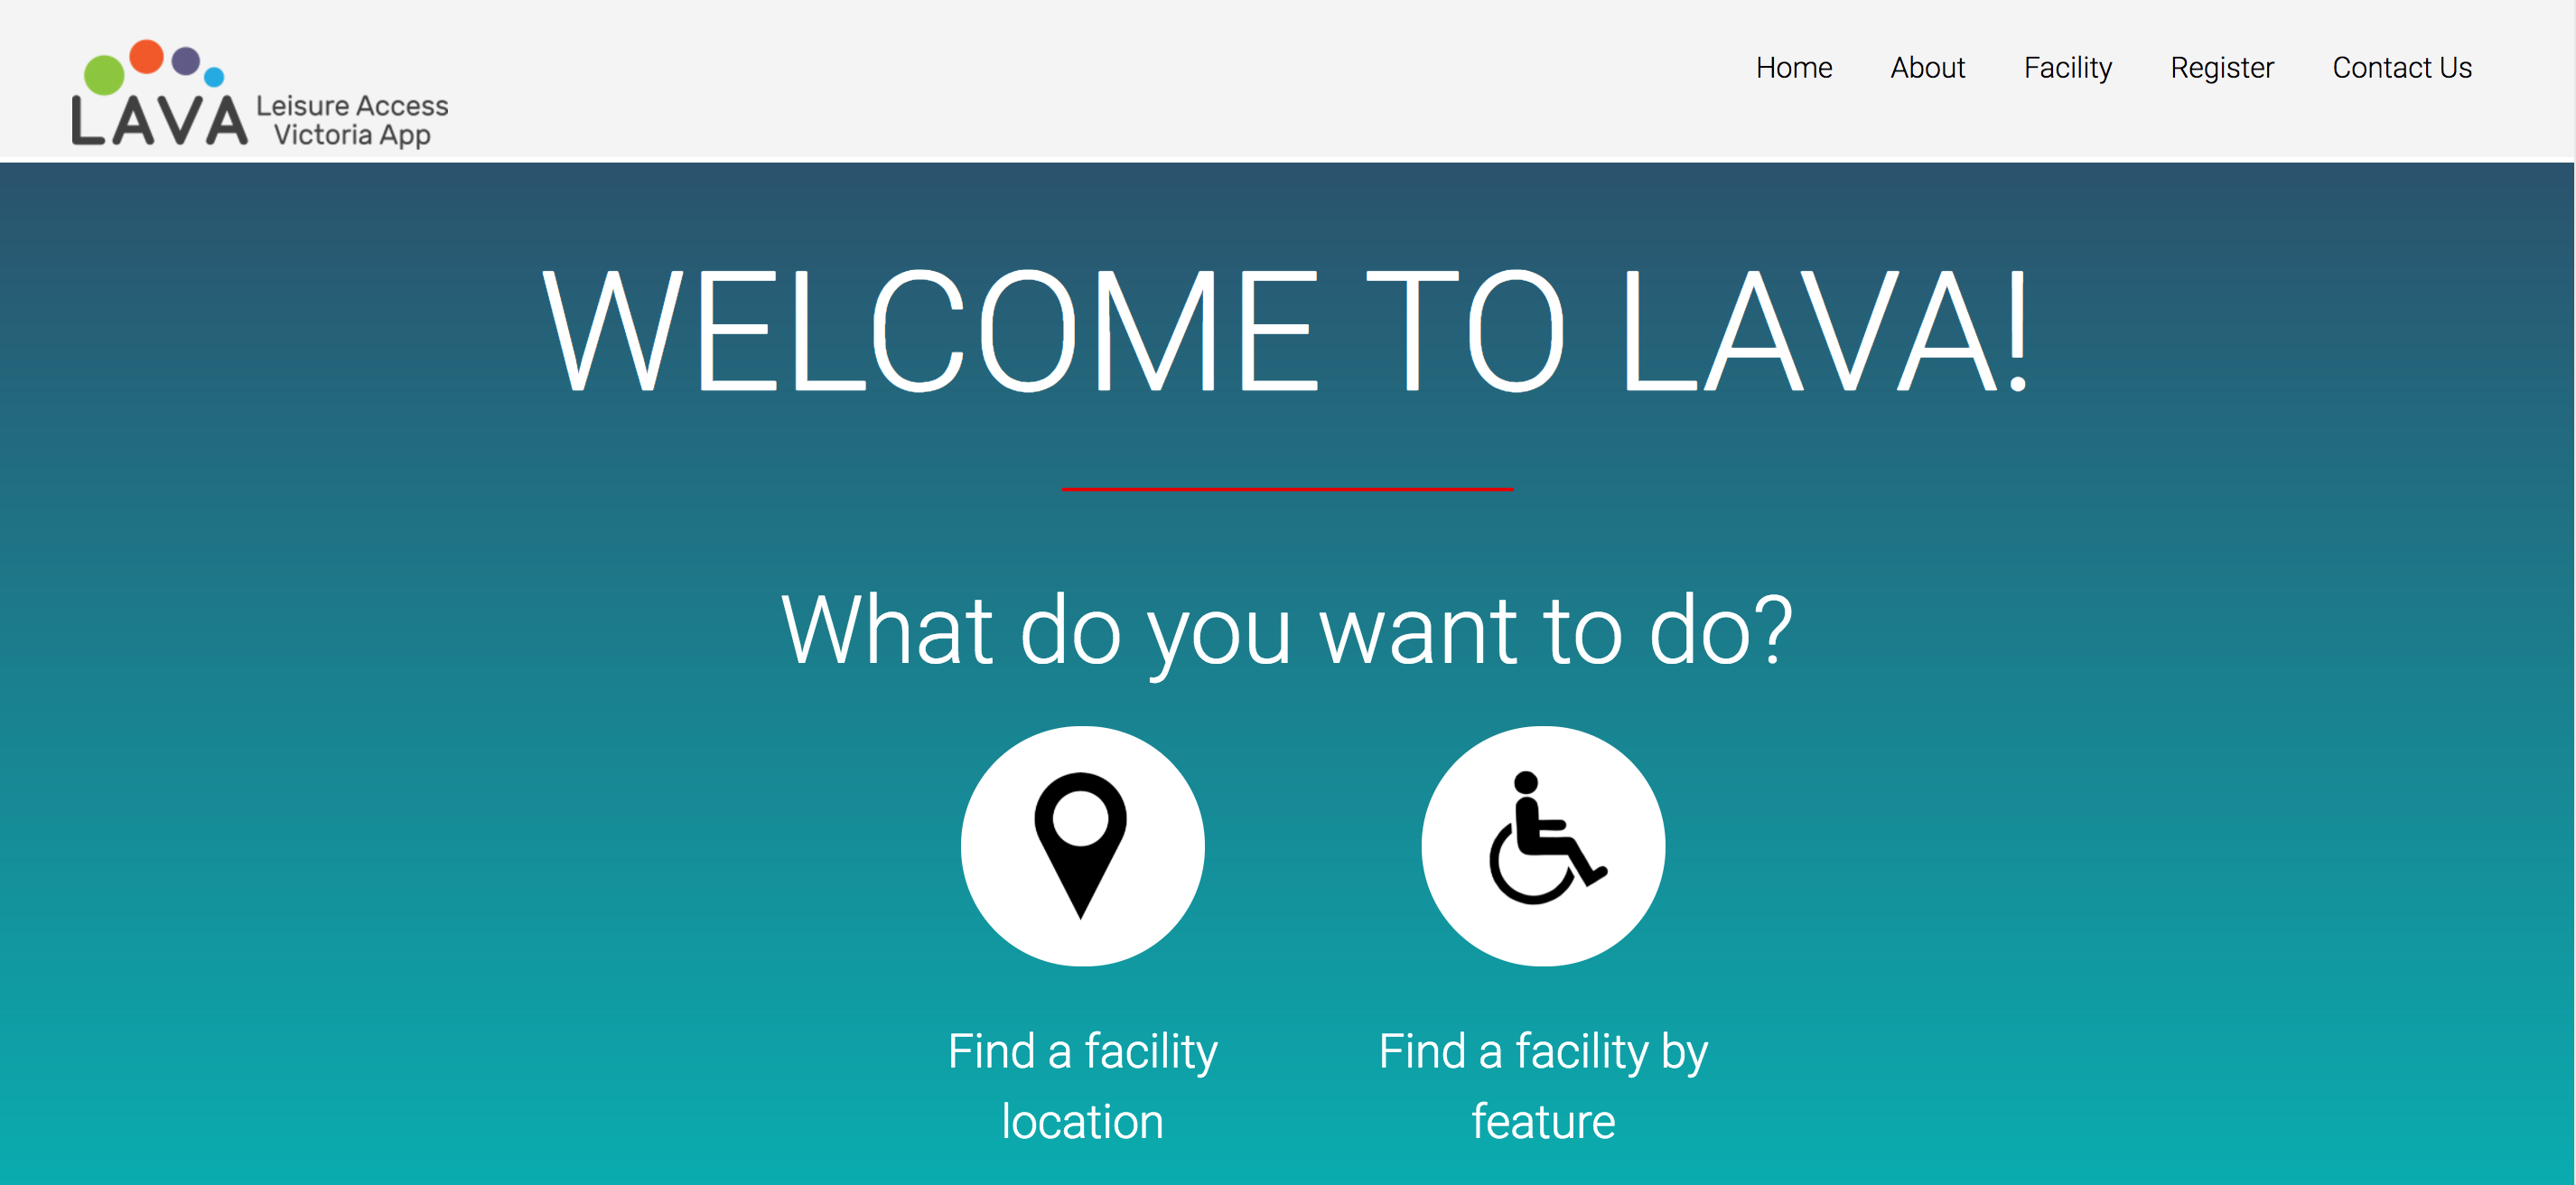 LAVA Leisure Access
Victoria App
Home About Facility Register Contact Us
WELCOME TO LAVA!
What do you want to do?
Find a facility
location
Find a facility by
feature